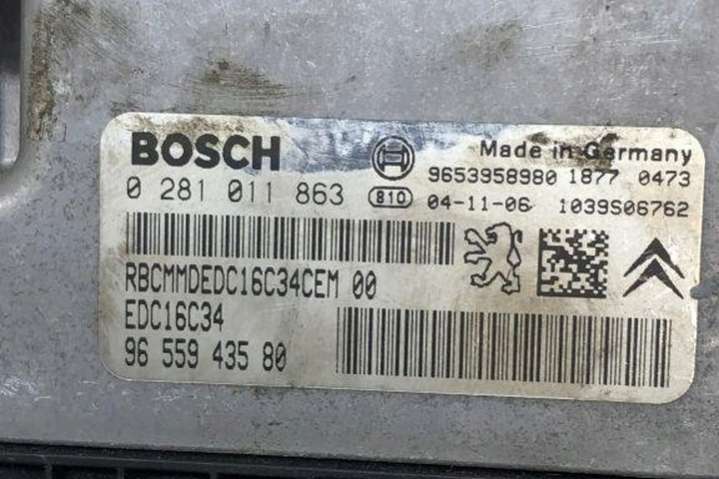 BOSCH
Made in Germany
9653958980 1877 0473
0 281 011 863 810 04-11-06 1039S06762
RBCMMDEDC16C34CEM 00
EDC16C34
96 559 435 80